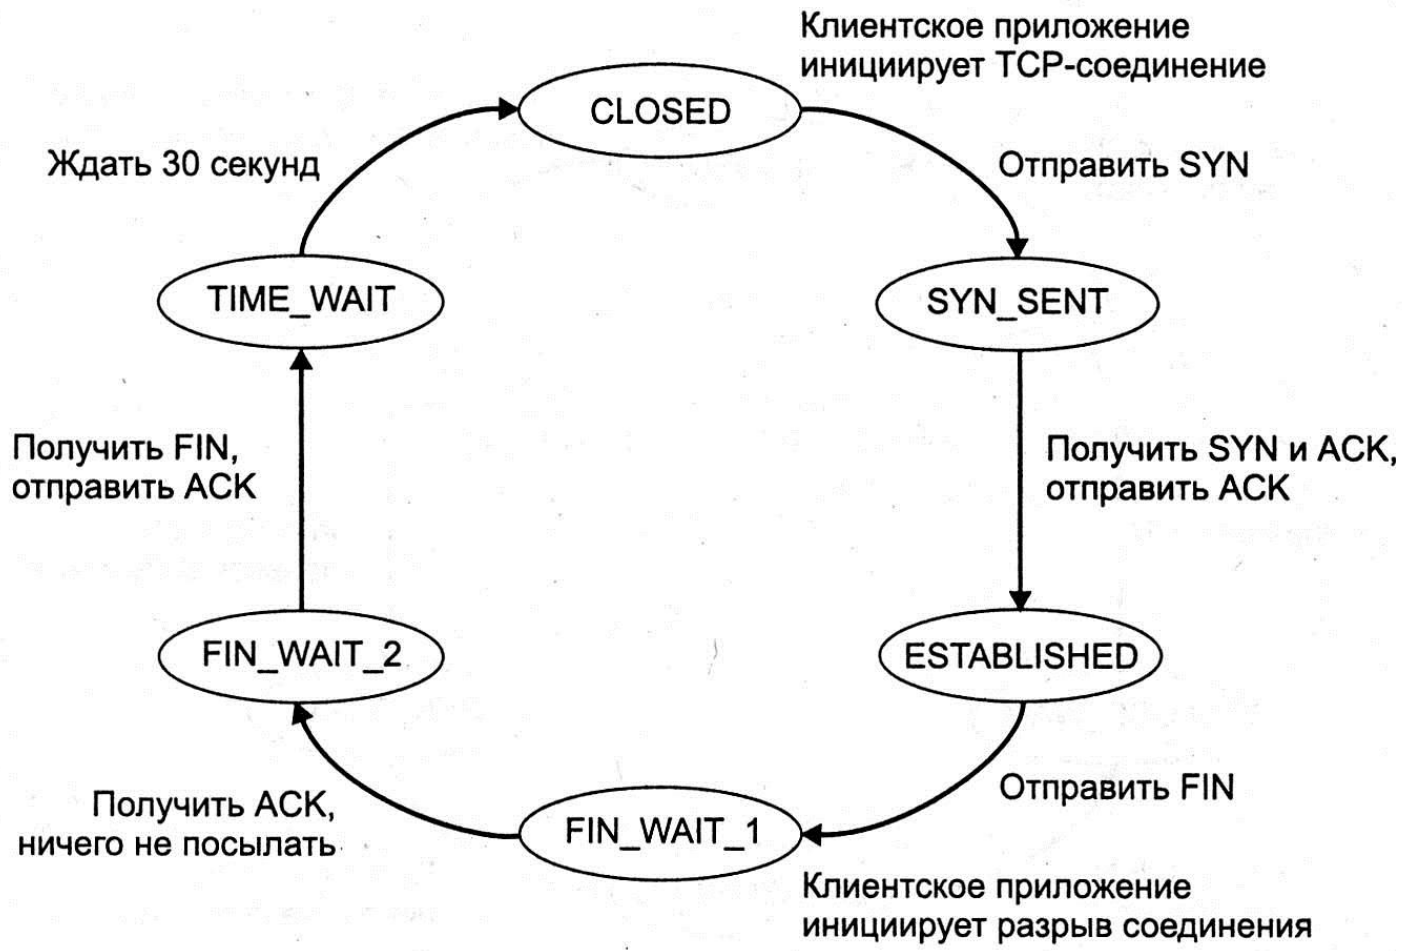 Клиентское приложение
инициирует TCP-соединение
CLOSED
Ждать 30 секунд
Отправить SYN
TIME_WAIT
SYN_SENT
Получить FIN,
отправить ACK
Получить SYN и ACK,
отправить ACK
FIN_WAIT_2
ESTABLISHED
Отправить FIN
Получить ACK,
ничего не посылать
FIN_WAIT_1
Клиентское приложение
инициирует разрыв соединения